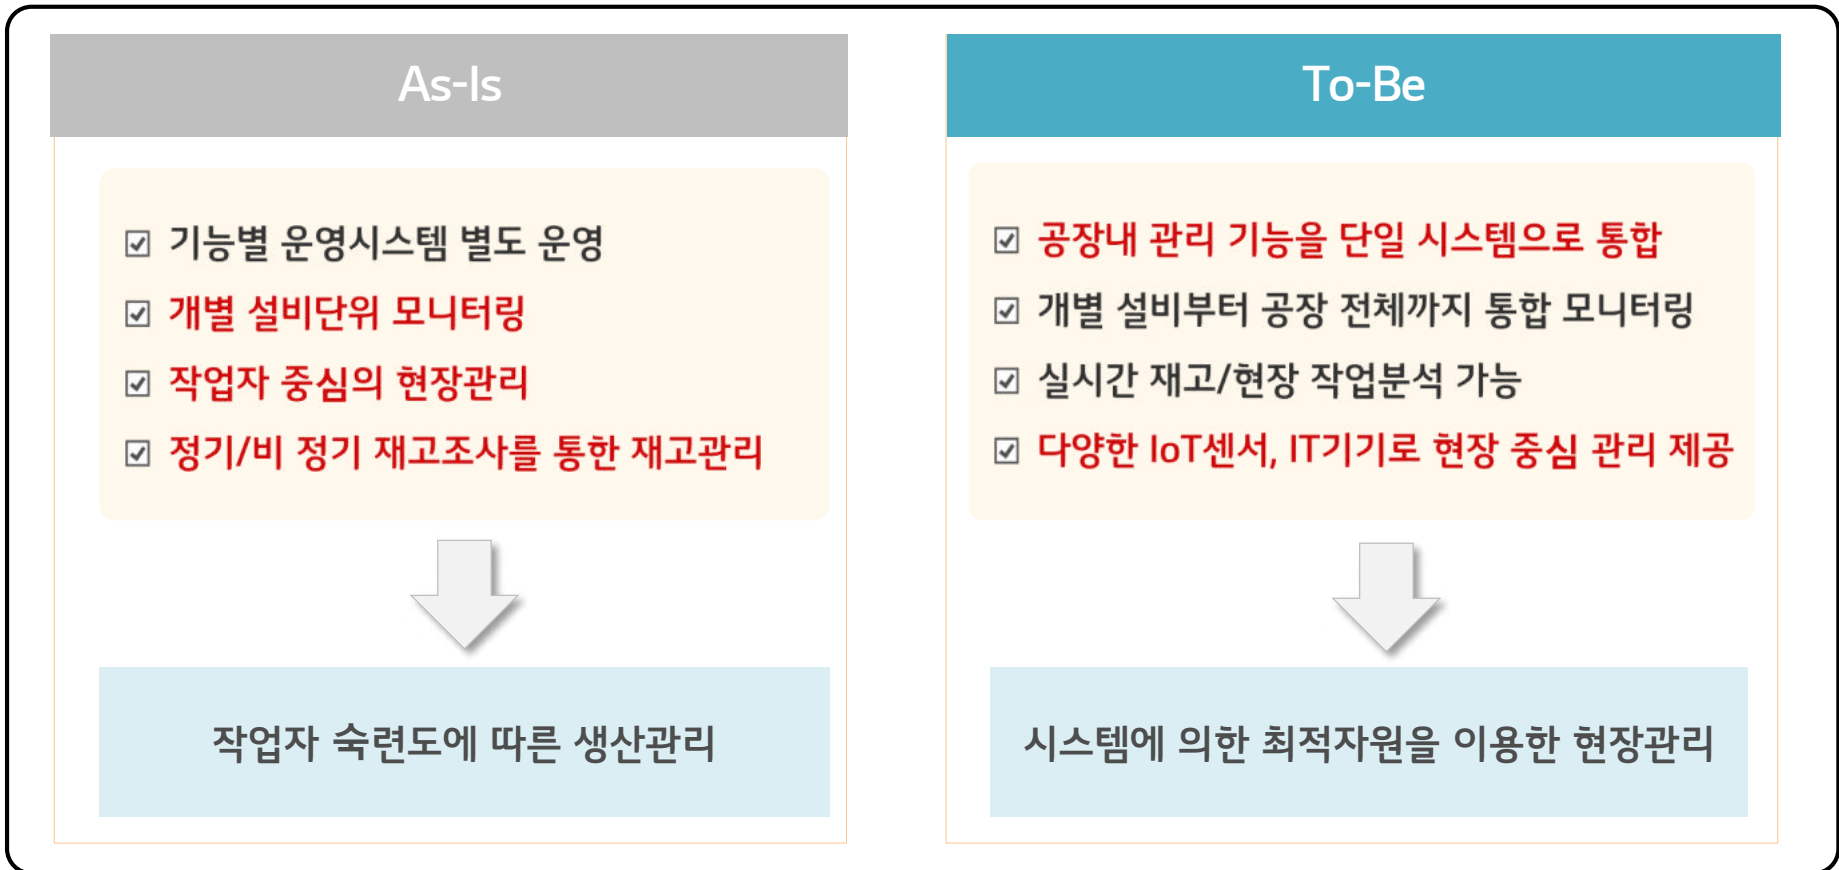 As-Is
기능별 운영시스템 별도 운영
개별 설비단위 모니터링
작업자 중심의 현장관리
정기/비 정기 재고조사를 통한 재고관리
작업자 숙련도에 따른 생산관리
To-Be
공장내 관리 기능을 단일 시스템으로 통합
개별 설비부터 공장 전체까지 통합 모니터링
실시간 재고/현장 작업분석 가능
다양한 IoT센서, IT기기로 현장 중심 관리 제공
시스템에 의한 최적자원을 이용한 현장관리